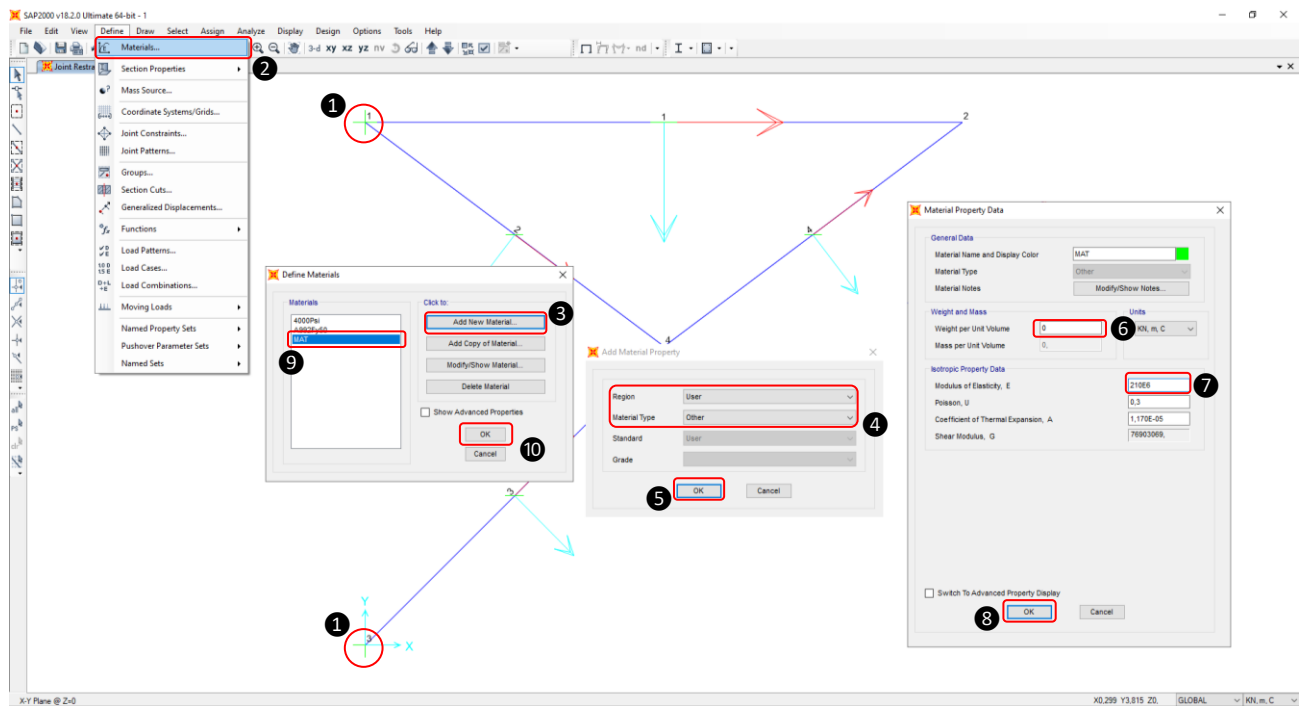 SAP2000 v18.2.0 Ultimate 64-bit - 1
File Edit View Define Draw Select Assign Analyze Display Design Options Tools Help
3-d xy xz yz nv
nd
Materials...
Joint Restra
Section Properties
2
Mass Source...
Coordinate Systems/Grids...
Joint Constraints...
Joint Patterns...
Groups...
Section Cuts...
Generalized Displacements...
Functions
Load Patterns...
Load Cases...
Load Combinations...
Moving Loads
Named Property Sets
Pushover Parameter Sets
Named Sets
all
PS
clr
1
1
1
2
2
4
4
3
1
3
Y
X
Define Materials
Materials
4000Psi
A992Fy50
MAT
9
Click to:
Add New Material...
3
Add Copy of Material...
Modify/Show Material...
Delete Material
Show Advanced Properties
OK
Cancel
10
Add Material Property
Region User
Material Type Other
4
Standard User
Grade
5
OK Cancel
Material Property Data
General Data
Material Name and Display Color MAT
Material Type Other
Material Notes Modify/Show Notes...
Weight and Mass
Units
Weight per Unit Volume 0
6
KN, m, C
Mass per Unit Volume 0,
Isotropic Property Data
Modulus of Elasticity, E 210E6
7
Poisson, U 0,3
Coefficient of Thermal Expansion, A 1,170E-05
Shear Modulus, G 76903069,
Switch To Advanced Property Display
8
OK Cancel
X-Y Plane @ Z=0
X0,299 Y3,815 Z0, GLOBAL KN, m, C